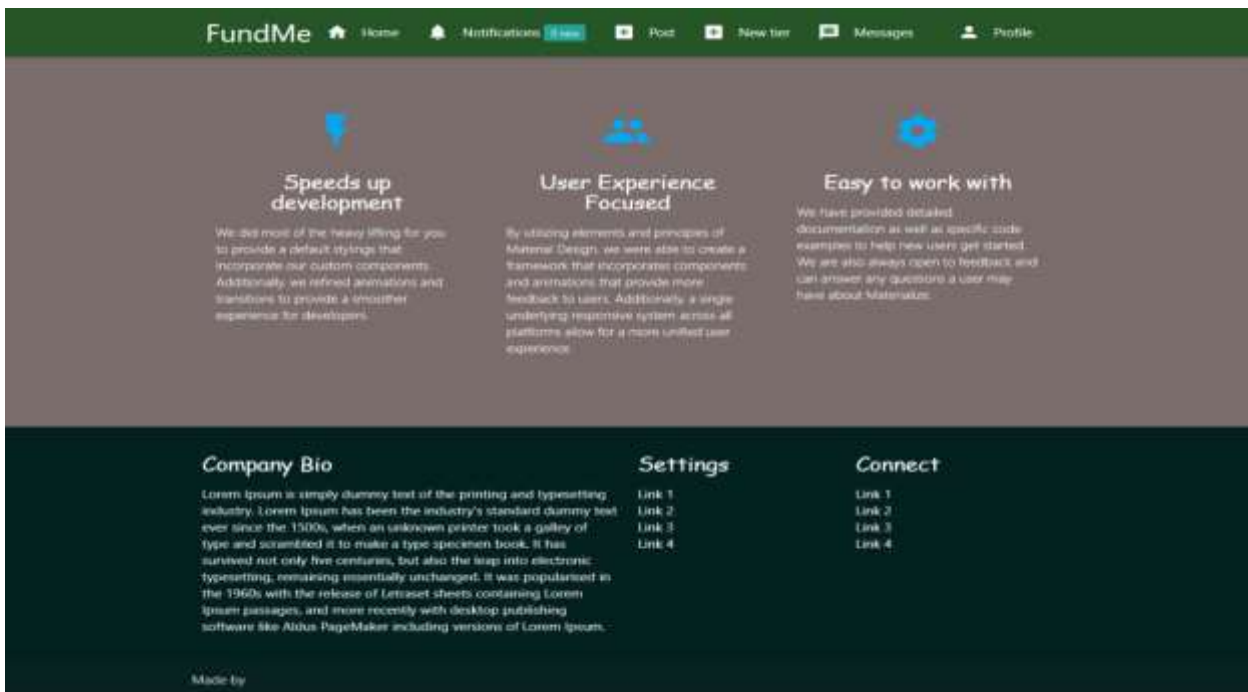 FundMe Home Notifications new Post New tier Messages Profile
Speeds up
development
We did most of the heavy lifting for you
to provide a default stylings that
incorporate our custom components.
Additionally, we refined animations and
transitions to provide a smoother
experience for developers.
User Experience
Focused
By utilizing elements and principles of
Material Design, we were able to create a
framework that incorporates components
and animations that provide more
feedback to users. Additionally, a single
underlying responsive system across all
platforms allow for a more unified user
experience.
Easy to work with
We have provided detailed
documentation as well as specific code
examples to help new users get started.
We are also always open to feedback and
can answer any questions a user may
have about Materialize.
Company Bio
Lorem Ipsum is simply dummy text of the printing and typesetting
industry. Lorem Ipsum has been the industry's standard dummy text
ever since the 1500s, when an unknown printer took a galley of
type and scrambled it to make a type specimen book. It has
survived not only five centuries, but also the leap into electronic
typesetting, remaining essentially unchanged. It was popularised in
the 1960s with the release of Letraset sheets containing Lorem
Ipsum passages, and more recently with desktop publishing
software like Aldus PageMaker including versions of Lorem Ipsum.
Settings
Link 1
Link 2
Link 3
Link 4
Connect
Link 1
Link 2
Link 3
Link 4
Made by